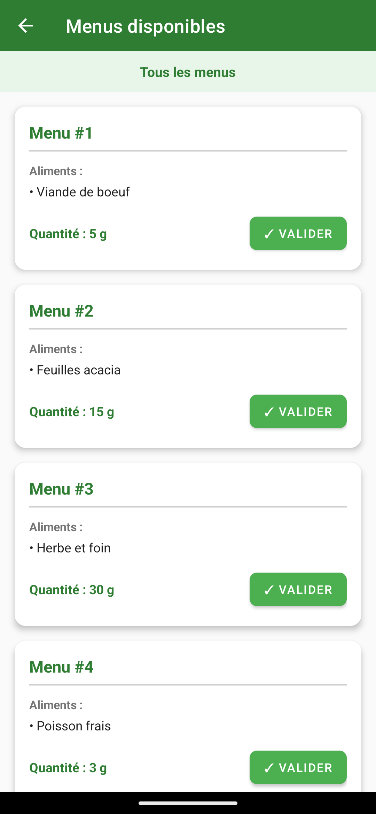 Menus disponibles
Tous les menus
Menu #1
Aliments :
• Viande de boeuf
Quantité : 5 g
✓ VALIDER
Menu #2
Aliments :
• Feuilles acacia
Quantité : 15 g
✓ VALIDER
Menu #3
Aliments :
• Herbe et foin
Quantité : 30 g
✓ VALIDER
Menu #4
Aliments :
• Poisson frais
Quantité : 3 g
✓ VALIDER